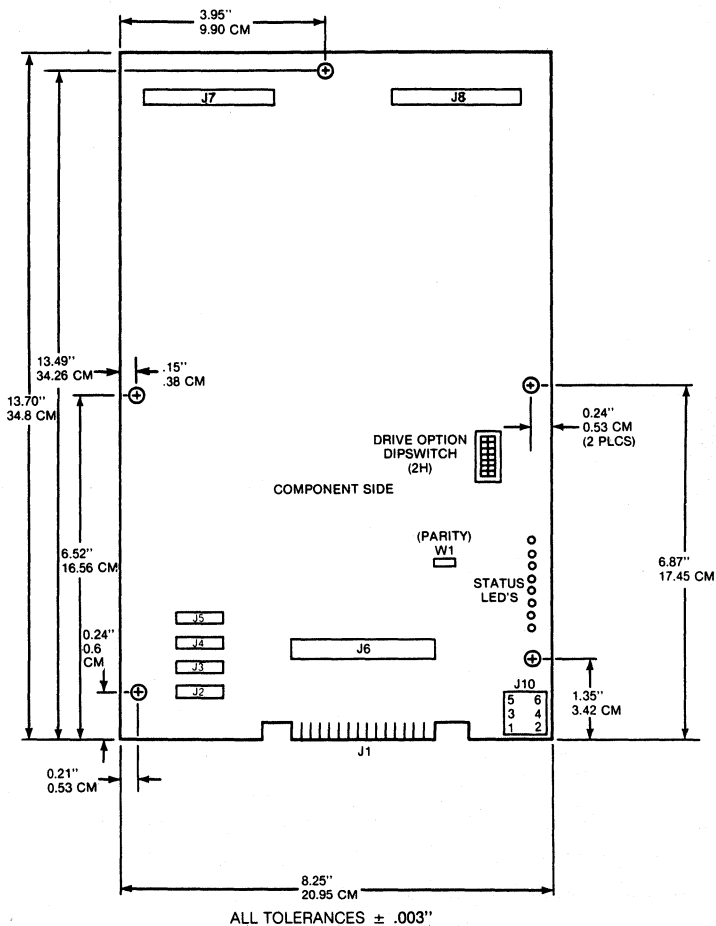 3.95''
9.90 CM
J7
J8
13.49''
34.26 CM
13.70''
34.8 CM
.15''
.38 CM
0.24''
0.53 CM
(2 PLCS)
DRIVE OPTION
DIPSWITCH
(2H)
COMPONENT SIDE
(PARITY)
W1
6.52''
16.56 CM
6.87''
17.45 CM
STATUS
LED'S
0.24''
0.6
CM
J5
J4
J3
J2
J6
J10
5 6
3 4
1 2
1.35''
3.42 CM
J1
0.21''
0.53 CM
8.25''
20.95 CM
ALL TOLERANCES ± .003''